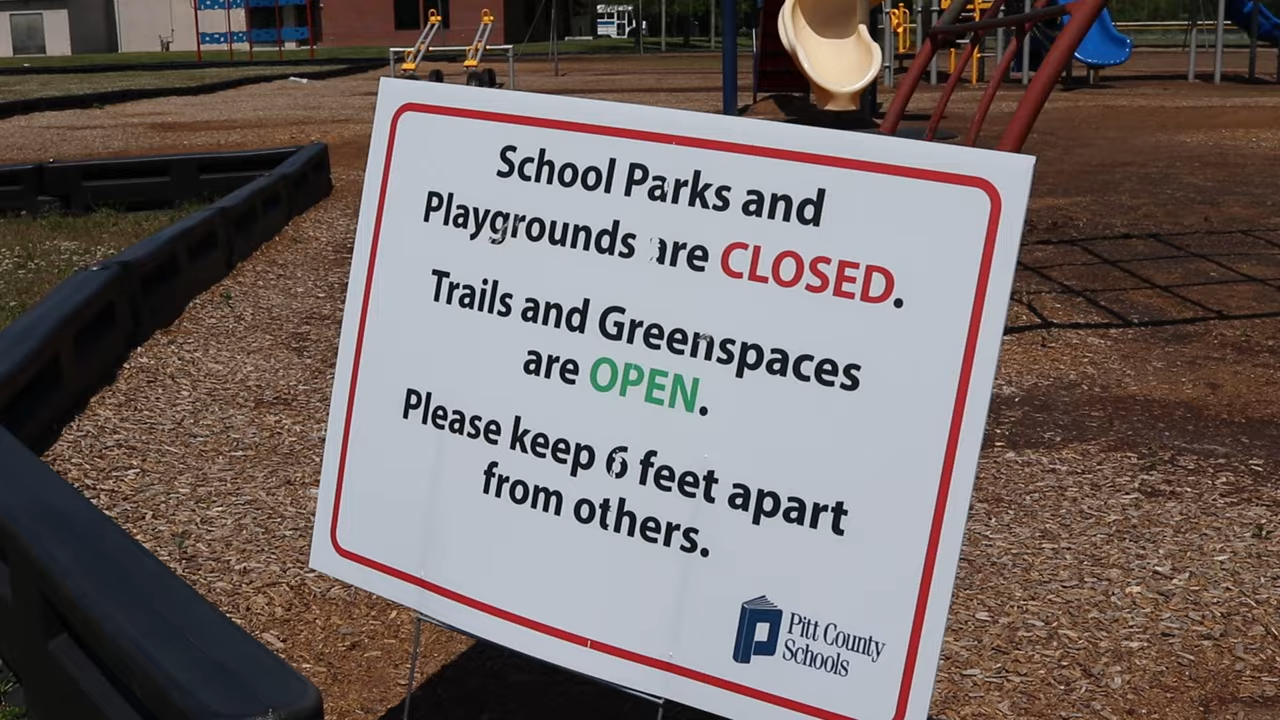 School Parks and
Playgrounds are CLOSED.
Trails and Greenspaces
are OPEN.
Please keep 6 feet apart
from others.
Pitt County
Schools